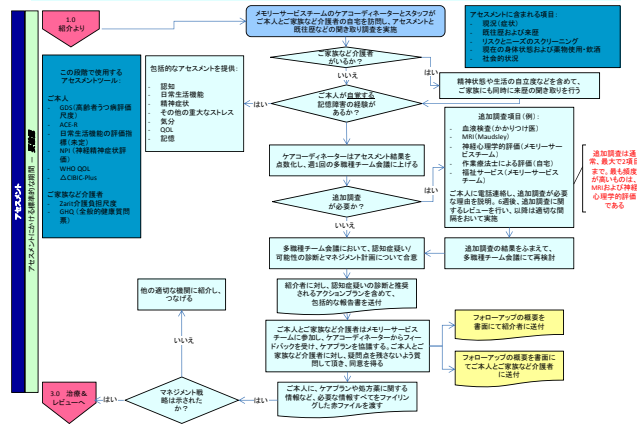 1.0
紹介より
メモリーサービスチームのケアコーディネーターとスタッフが
ご本人とご家族など介護者の自宅を訪問し、アセスメントと
既往歴などの聞き取り調査を実施
アセスメントに含まれる項目：
- 現況（症状）
- 既往歴および来歴
- リスクとニーズのスクリーニング
- 現在の身体状態および薬物使用・飲酒
- 社会的状況
ご家族など介護者
がいるか？
はい
いいえ
精神状態や生活の自立度などを含めて、
ご家族にも同時に来歴の聞き取りを行う
この段階で使用する
アセスメントツール：
ご本人
- GDS（高齢者うつ病評価
尺度）
- ACE-R
- 日常生活機能の評価指
標（未定）
- NPI （神経精神症状評
価）
- WHO QOL
- △CIBIC-Plus
ご家族など介護者
- Zarit介護負担尺度
- GHQ （全般的健康質問
票）
包括的なアセスメントを提供：
- 認知
- 日常生活機能
- 精神症状
- その他の重大なストレス
- 気分
- QOL
- 記憶
はい
ご本人が自覚する
記憶障害の経験が
あるか？
いいえ
ケアコーディネーターはアセスメント結果を
点数化し、週1回の多職種チーム会議に上げる
追加調査
が必要か？
はい
いいえ
追加調査項目（例）：
- 血液検査（かかりつけ医）
- MRI（Maudsley）
- 神経心理学的評価（メモリーサ
ービスチーム）
- 作業療法士による評価（自宅）
- 福祉サービス（メモリーサービス
チーム）
ご本人に電話連絡し、追加調査が必要
な理由を説明。6週後、追加調査に関
するレビューを行い、以降は適切な間
隔をおいて実施
追加調査は通
常、最大で2項目
まで。最も頻度
が高いものは、
MRIおよび神経
心理学的評価
である
アセスメント
多職種チーム会議において、認知症疑い/
可能性の診断とマネジメント計画について合意
追加調査の結果をふまえて、
多職種チーム会議にて再検討
紹介者に対し、認知症疑いの診断と推奨
されるアクションプランを含めて、
包括的な報告書を送付
他の適切な機関に紹介し、
つなげる
ご本人とご家族など介護者はメモリーサービス
チームに参加し、ケアコーディネーターからフィー
ドバックを受け、ケアプランを協議する。ご本人とご
家族など介護者に対し、疑問点を残さないよう質問
して頂き、同意を得る
フォローアップの概要を
書面にて紹介者に送付
フォローアップの概要を書面に
てご本人とご家族など介護者
に送付
いいえ
ご本人に、ケアプランや処方薬に関する
情報など、必要な情報すべてをファイリン
グした赤ファイルを渡す
はい
マネジメント戦
略は示されたた
か？
はい
3.0 治療＆
レビューへ